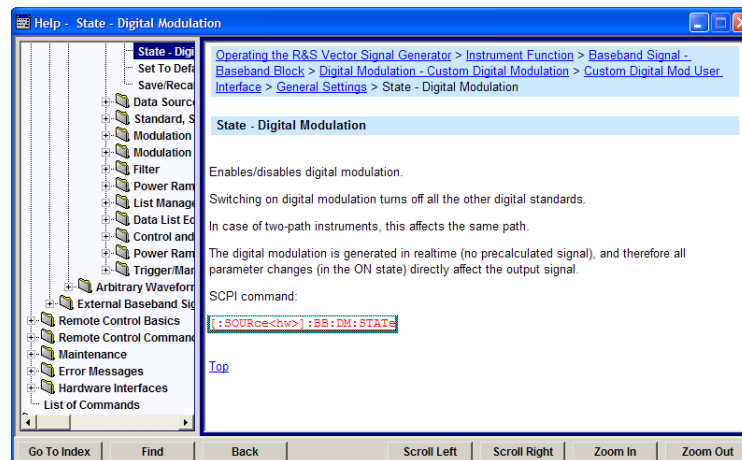 Help - State - Digital Modulation
State - Digi
Set To Defa
Save/Recal
Data Source
Standard, S
Modulation
Modulation
Filter
Power Ram
List Manage
Data List Ed
Control and
Power Ram
Trigger/Mar
Arbitrary Waveform
External Baseband Sig
Remote Control Basics
Remote Control Command
Maintenance
Error Messages
Hardware Interfaces
List of Commands
Operating the R&S Vector Signal Generator > Instrument Function > Baseband Signal -
Baseband Block > Digital Modulation - Custom Digital Modulation > Custom Digital Mod User
Interface > General Settings > State - Digital Modulation
State - Digital Modulation
Enables/disables digital modulation.
Switching on digital modulation turns off all the other digital standards.
In case of two-path instruments, this affects the same path.
The digital modulation is generated in realtime (no precalculated signal), and therefore all
parameter changes (in the ON state) directly affect the output signal.
SCPI command:
[:SOURce<hw>]:BB:DM:STATe
Top
Go To Index Find Back Scroll Left Scroll Right Zoom In Zoom Out